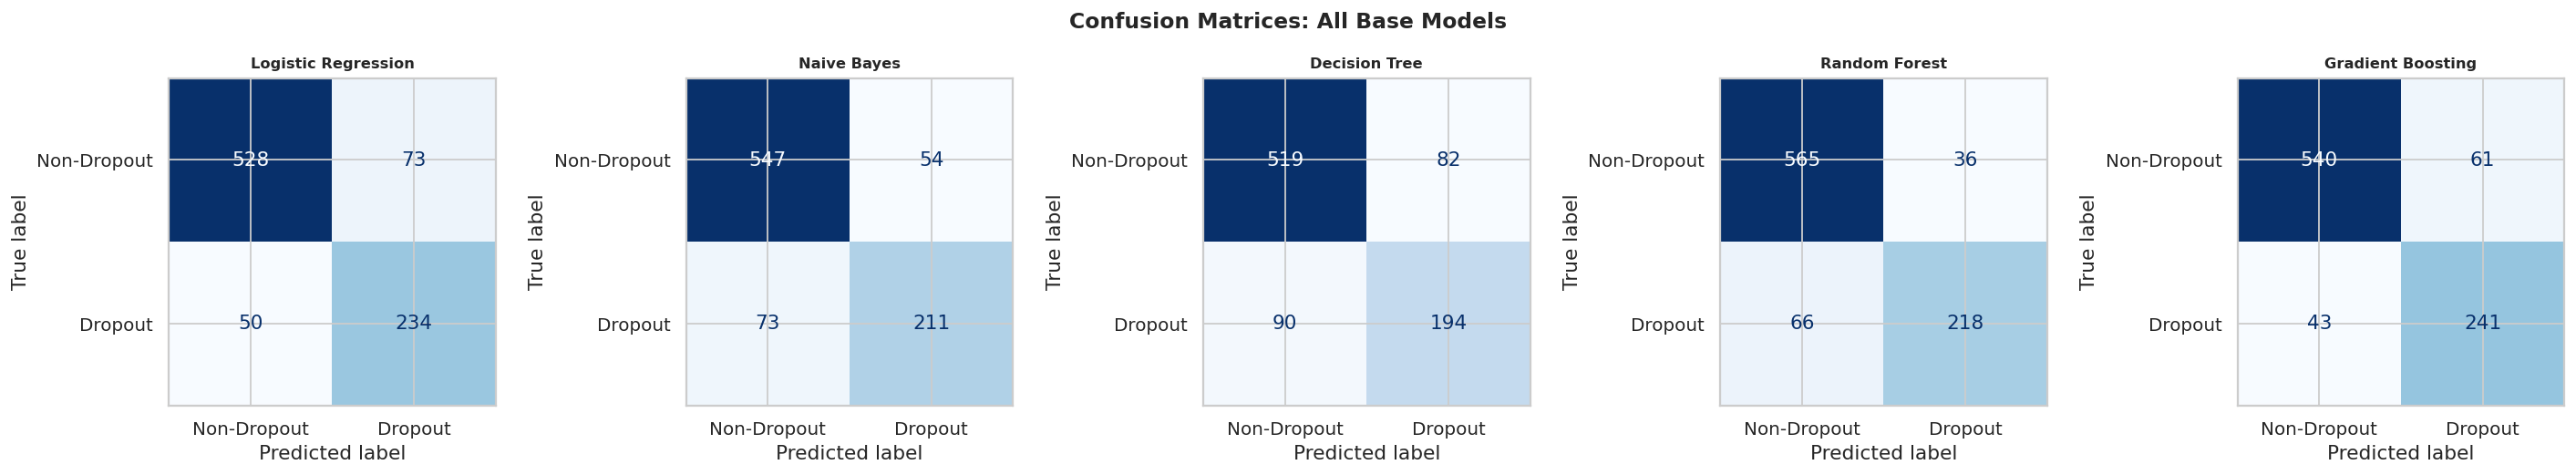 Confusion Matrices: All Base Models
Logistic Regression
True label
Non-Dropout
528
73
Dropout
50
234
Non-Dropout
Dropout
Predicted label
Naive Bayes
True label
Non-Dropout
547
54
Dropout
73
211
Non-Dropout
Dropout
Predicted label
Decision Tree
True label
Non-Dropout
519
82
Dropout
90
194
Non-Dropout
Dropout
Predicted label
Random Forest
True label
Non-Dropout
565
36
Dropout
66
218
Non-Dropout
Dropout
Predicted label
Gradient Boosting
True label
Non-Dropout
540
61
Dropout
43
241
Non-Dropout
Dropout
Predicted label